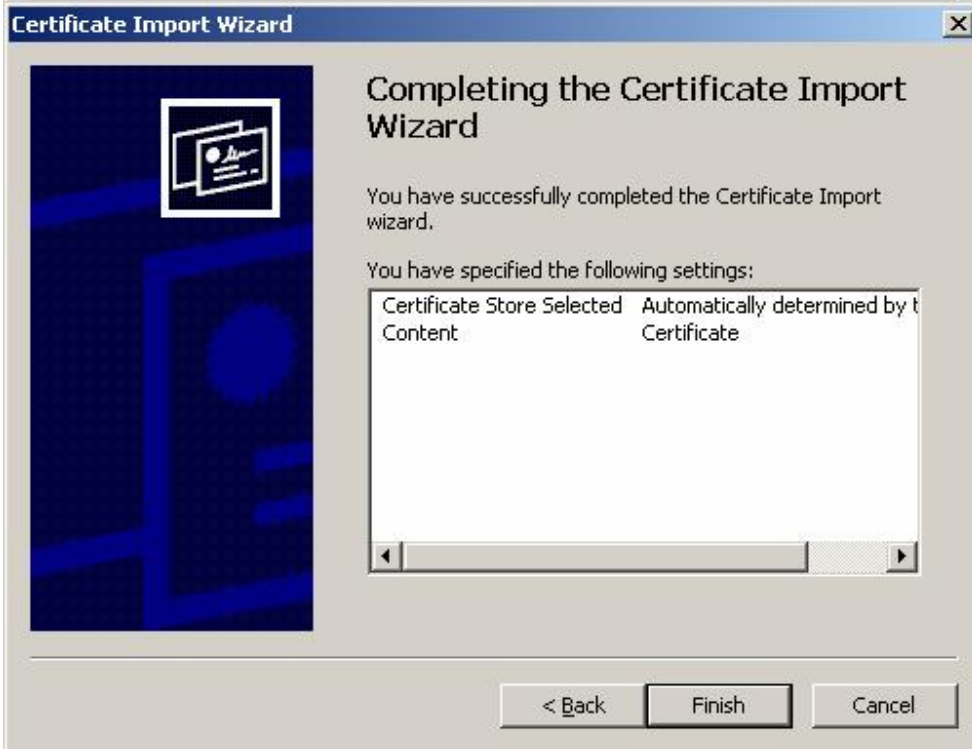 Certificate Import Wizard
Completing the Certificate Import
Wizard
You have successfully completed the Certificate Import
wizard.
You have specified the following settings:
Certificate Store Selected Automatically determined by t
Content Certificate
< Back Finish Cancel